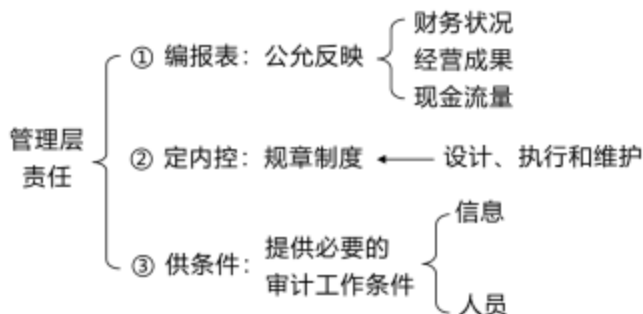 管理层
责任
① 编报表：公允反映
财务状况
经营成果
现金流量
② 定内控：规章制度
设计、执行和维护
③ 供条件：提供必要的
审计工作条件
信息
人员